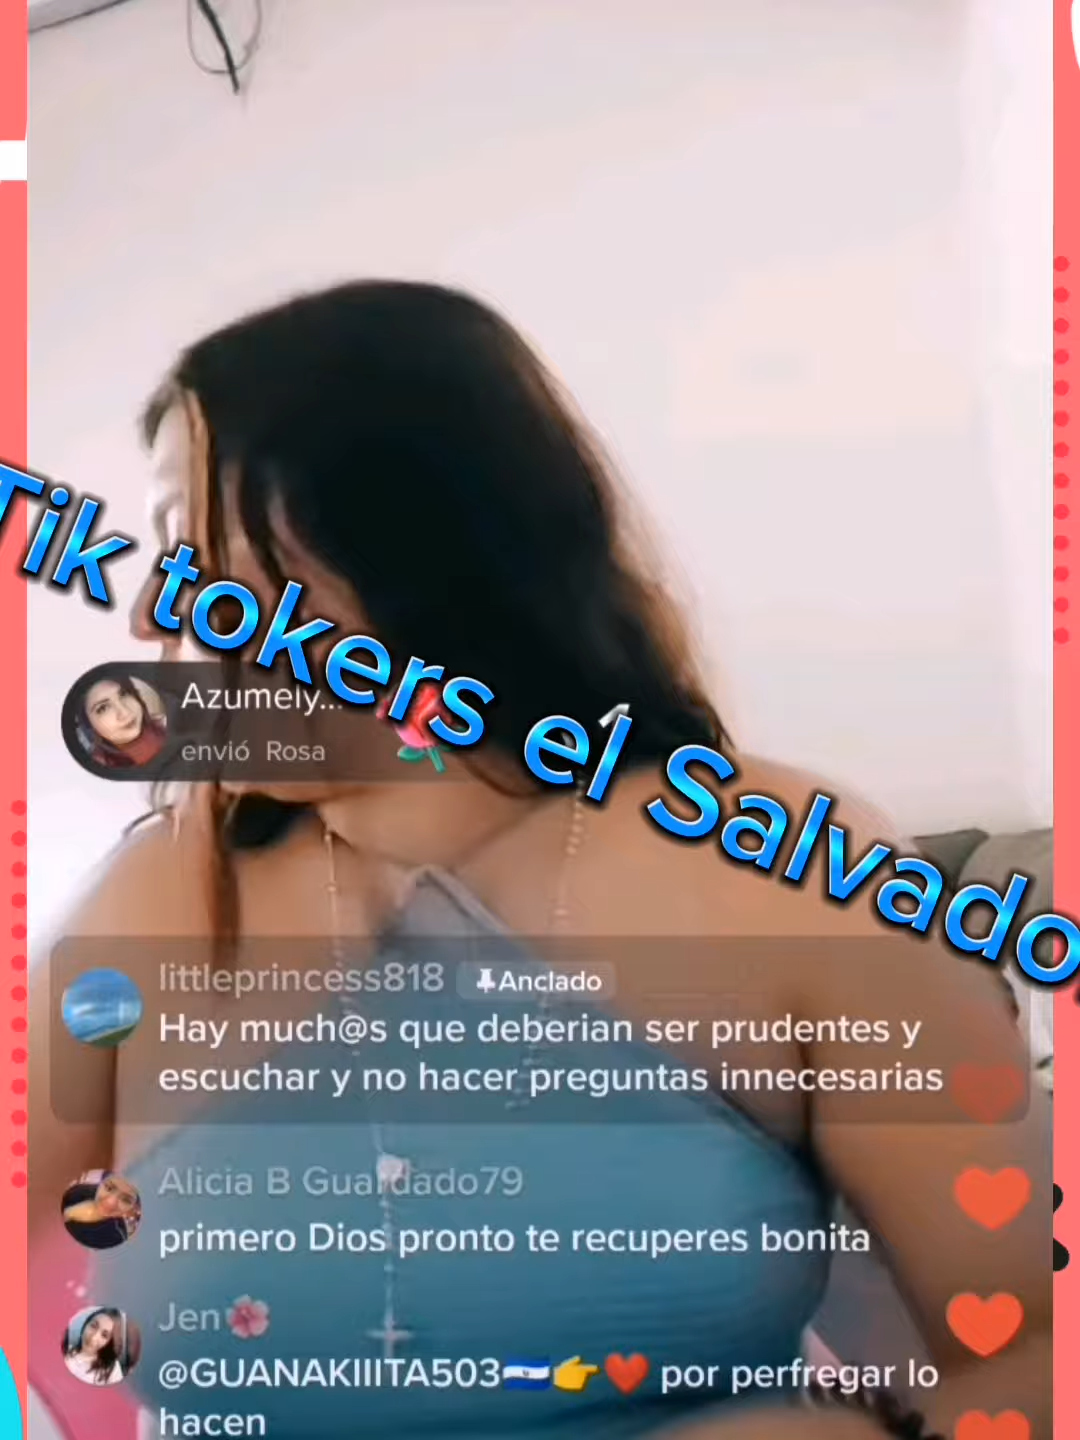 Tik tokers el Salvado
Azumely...
envió Rosa
littleprincess818 Anclado
Hay much@s que deberian ser prudentes y
escuchar y no hacer preguntas innecesarias
Alicia B Guardado79
primero Dios pronto te recuperes bonita
Jen🌺
@GUANAKIIITA503🇸🇻👉❤️ por perfregar lo
hacen